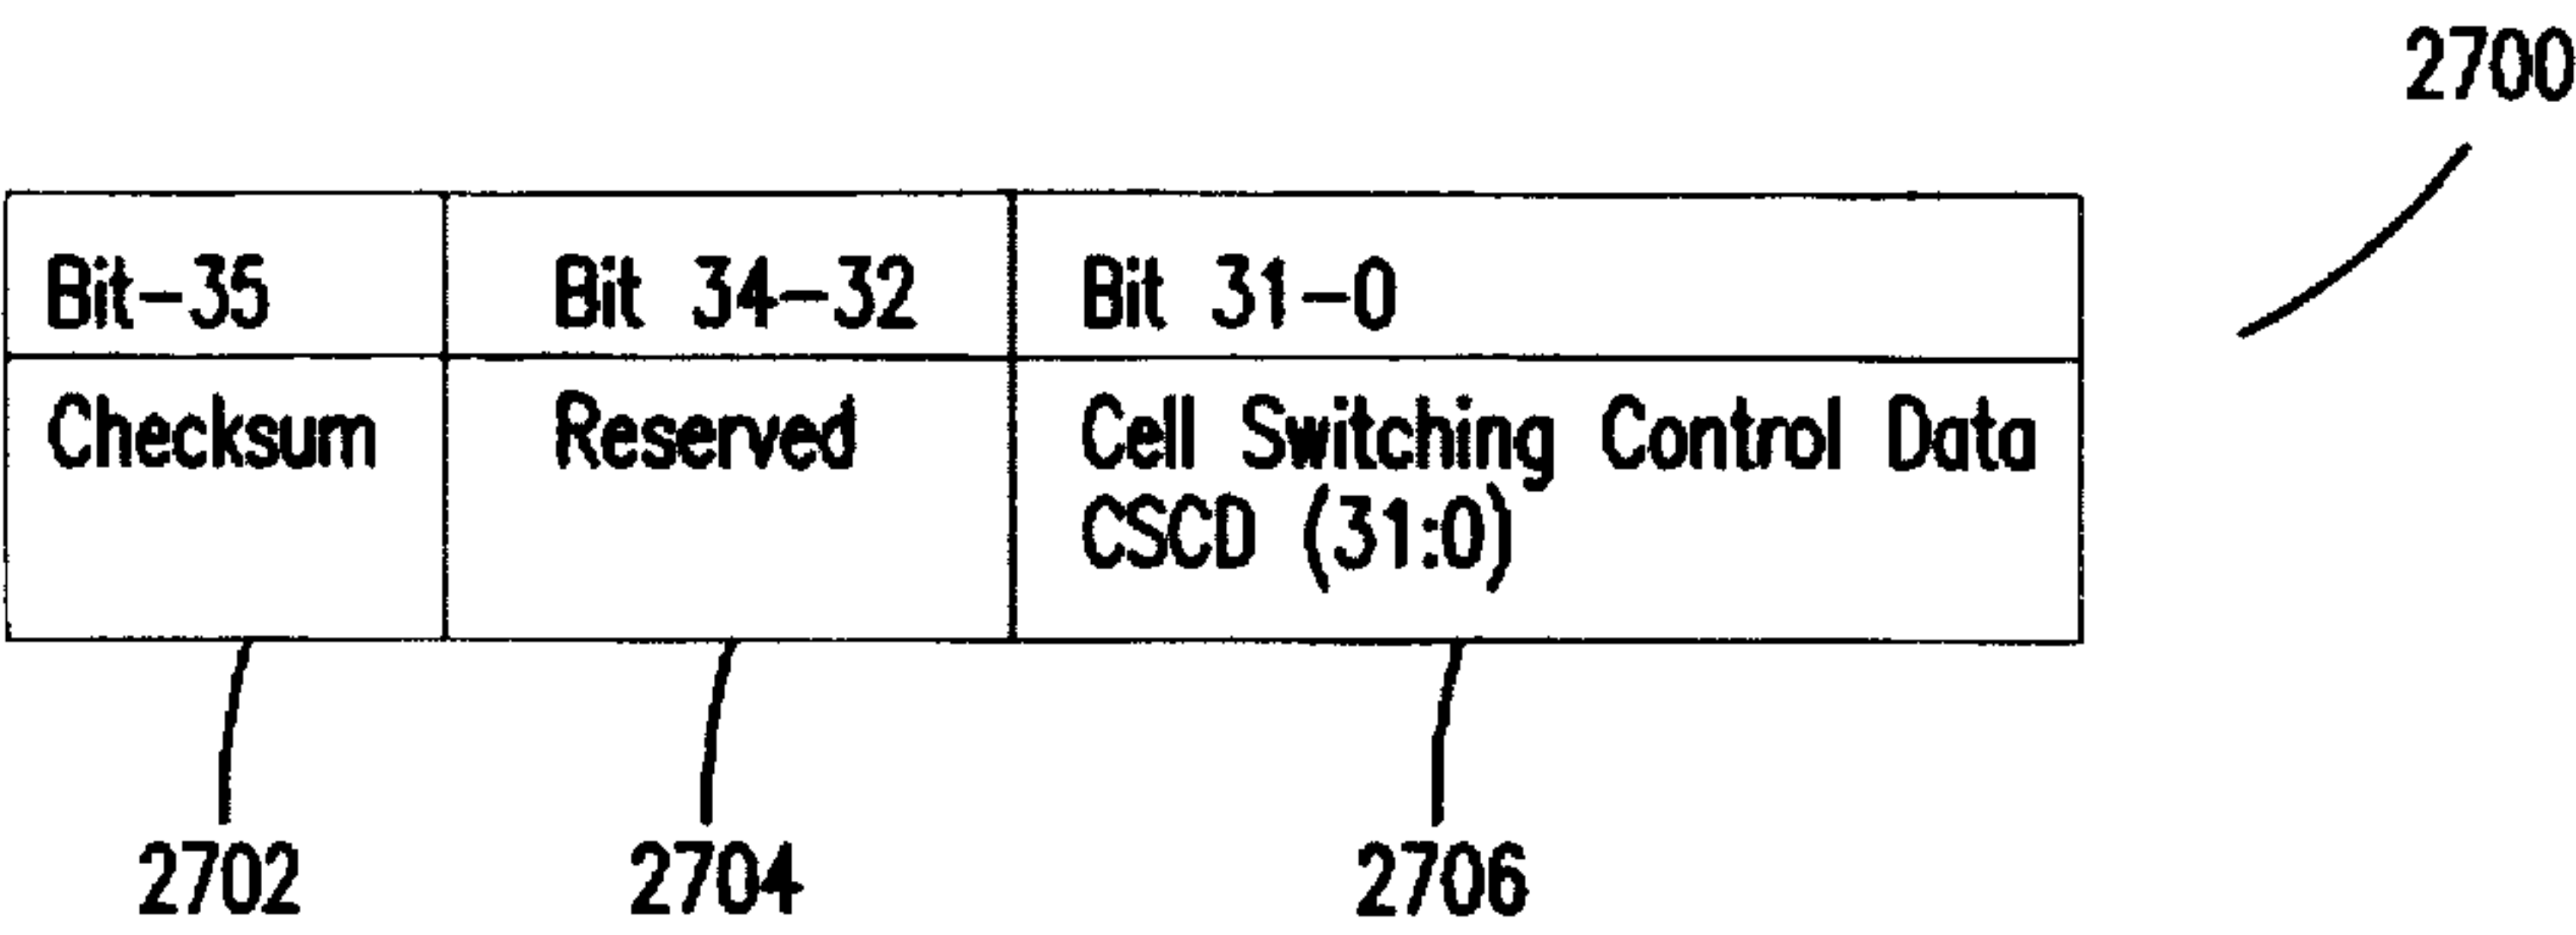 2700
Bit-35 Bit 34-32 Bit 31-0
Checksum Reserved Cell Switching Control Data
CSCD (31:0)
2702 2704 2706